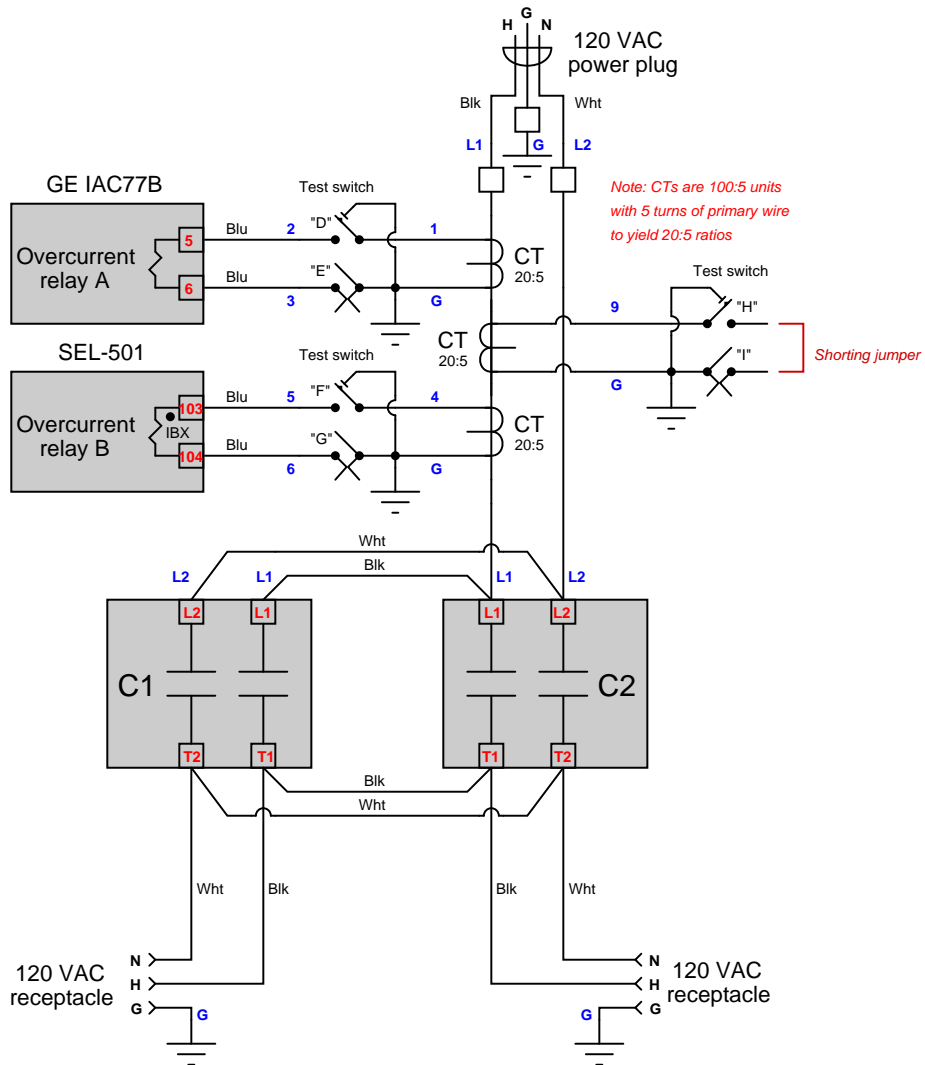 G
H N
120 VAC
power plug
Blk Wht
L1 G L2
GE IAC77B
Test switch
Note: CTs are 100:5 units
with 5 turns of primary wire
to yield 20:5 ratios
Overcurrent
relay A
5
6
Blu 2 "D" 1
Blu 3 "E" G
CT
20:5
Test switch
9 "H"
G "I"
Shorting jumper
CT
20:5
SEL-501
Test switch
Overcurrent
relay B
103
IBX
104
Blu 5 "F" 4
Blu 6 "G" G
CT
20:5
Wht
Blk
L2 L1 L1 L2
L2 L1 L1 L2
C1 C2
T2 T1 T1 T2
Blk
Wht
Wht Blk Blk Wht
120 VAC
receptacle
N
H
G
G
120 VAC
receptacle
N
H
G
G